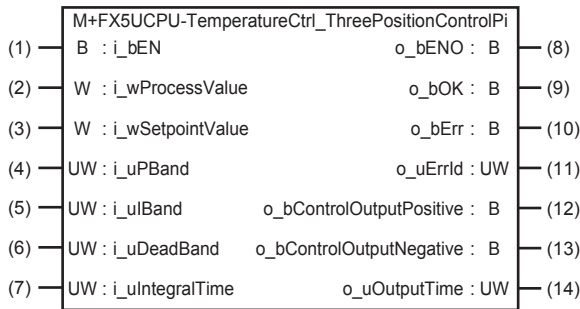 M+FX5UCPU-TemperatureCtrl_ThreePositionControlPi
(1) B : i_bEN o_bENO : B (8)
(2) W : i_wProcessValue o_bOK : B (9)
(3) W : i_wSetpointValue o_bErr : B (10)
(4) UW : i_uPBand o_uErrId : UW (11)
(5) UW : i_uIBand o_bControlOutputPositive : B (12)
(6) UW : i_uDeadBand o_bControlOutputNegative : B (13)
(7) UW : i_uIntegralTime o_uOutputTime : UW (14)